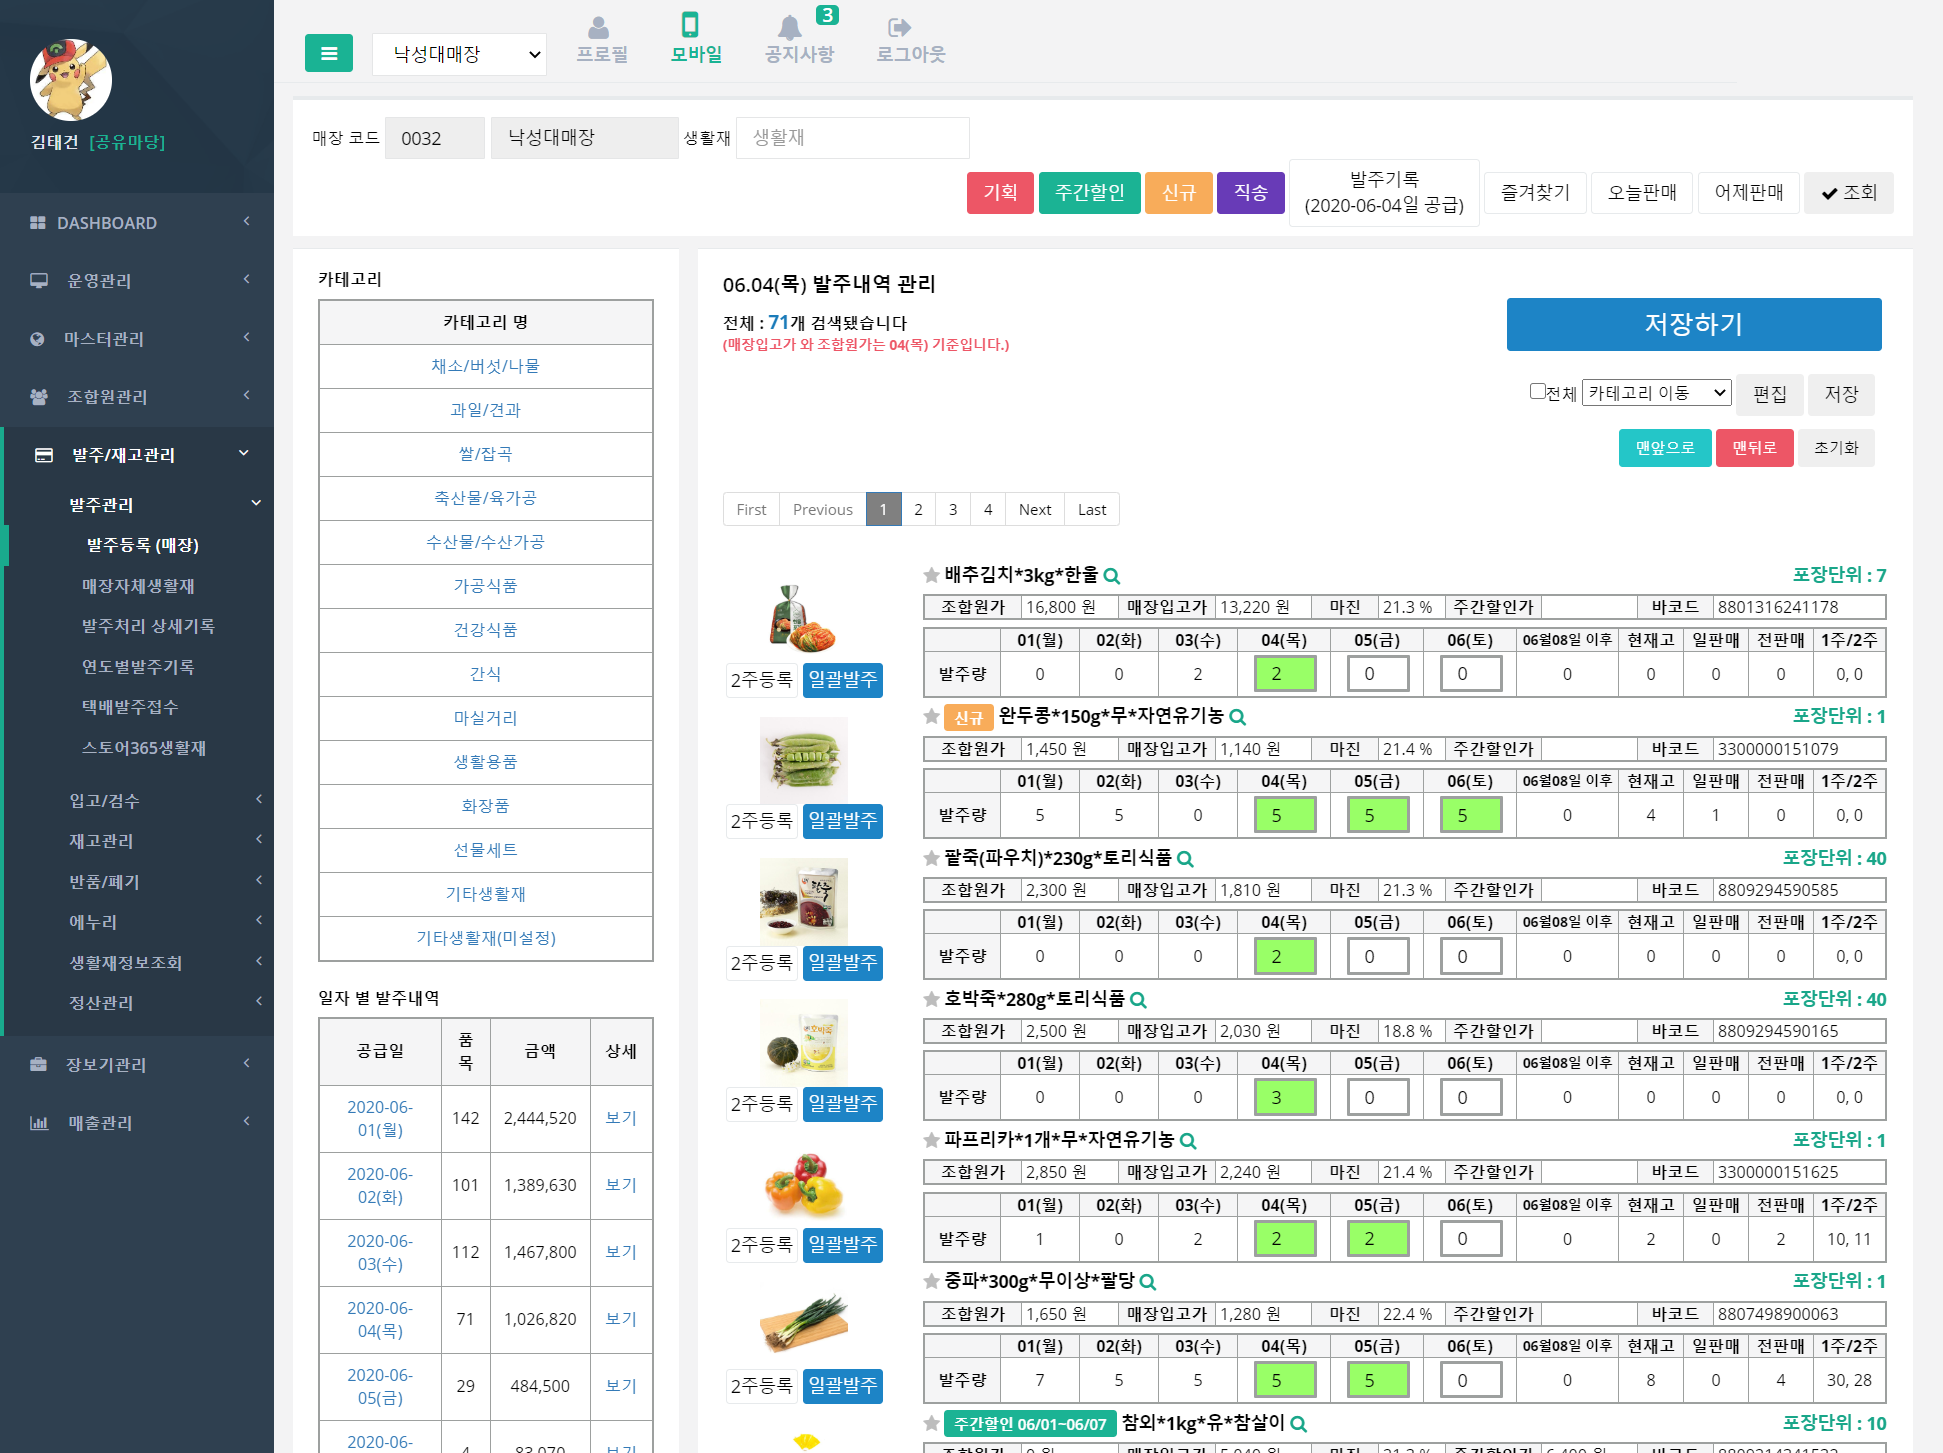 김태건 [공유마당]
DASHBOARD
운영관리
마스터관리
조합원관리
발주/재고관리
발주관리
발주등록 (매장)
매장자체생활재
발주처리 상세기록
연도별발주기록
택배발주접수
스토어365생활재
입고/검수
재고관리
반품/폐기
에누리
생활재정보조회
정산관리
장보기관리
매출관리
낙성대매장
프로필
모바일
3
공지사항
로그아웃
매장 코드 0032 낙성대매장 생활재 생활재
기획 주간할인 신규 직송 발주기록 (2020-06-04일 공급) 즐겨찾기 오늘판매 어제판매 조회
카테고리
카테고리 명
채소/버섯/나물
과일/견과
쌀/잡곡
축산물/육가공
수산물/수산가공
가공식품
건강식품
간식
마실거리
생활용품
화장품
선물세트
기타생활재
기타생활재(미설정)
일자 별 발주내역
공급일 품목 금액 상세
2020-06-01(월) 142 2,444,520 보기
2020-06-02(화) 101 1,389,630 보기
2020-06-03(수) 112 1,467,800 보기
2020-06-04(목) 71 1,026,820 보기
2020-06-05(금) 29 484,500 보기
2020-06- 4 83,070 보기
06.04(목) 발주내역 관리
전체 : 71개 검색됐습니다
(매장입고가 와 조합원가는 04(목) 기준입니다.)
저장하기
전체 카테고리 이동 편집 저장
맨앞으로 맨뒤로 초기화
First Previous 1 2 3 4 Next Last
배추김치*3kg*한울 포장단위 : 7
조합원가 16,800 원 매장입고가 13,220 원 마진 21.3 % 주간할인가 바코드 8801316241178
01(월) 02(화) 03(수) 04(목) 05(금) 06(토) 06월08일 이후 현재고 일판매 전판매 1주/2주
발주량 0 0 2 2 0 0 0 0 0 0 0, 0
2주등록 일괄발주
신규 완두콩*150g*무*자연유기농 포장단위 : 1
조합원가 1,450 원 매장입고가 1,140 원 마진 21.4 % 주간할인가 바코드 3300000151079
01(월) 02(화) 03(수) 04(목) 05(금) 06(토) 06월08일 이후 현재고 일판매 전판매 1주/2주
발주량 5 5 0 5 5 5 0 4 1 0 0, 0
2주등록 일괄발주
팥죽(파우치)*230g*토리식품 포장단위 : 40
조합원가 2,300 원 매장입고가 1,810 원 마진 21.3 % 주간할인가 바코드 8809294590585
01(월) 02(화) 03(수) 04(목) 05(금) 06(토) 06월08일 이후 현재고 일판매 전판매 1주/2주
발주량 0 0 0 2 0 0 0 0 0 0 0, 0
2주등록 일괄발주
호박죽*280g*토리식품 포장단위 : 40
조합원가 2,500 원 매장입고가 2,030 원 마진 18.8 % 주간할인가 바코드 8809294590165
01(월) 02(화) 03(수) 04(목) 05(금) 06(토) 06월08일 이후 현재고 일판매 전판매 1주/2주
발주량 0 0 0 3 0 0 0 0 0 0 0, 0
2주등록 일괄발주
파프리카*1개*무*자연유기농 포장단위 : 1
조합원가 2,850 원 매장입고가 2,240 원 마진 21.4 % 주간할인가 바코드 3300000151625
01(월) 02(화) 03(수) 04(목) 05(금) 06(토) 06월08일 이후 현재고 일판매 전판매 1주/2주
발주량 1 0 2 2 2 0 0 2 0 2 10, 11
2주등록 일괄발주
중파*300g*무이상*팔당 포장단위 : 1
조합원가 1,650 원 매장입고가 1,280 원 마진 22.4 % 주간할인가 바코드 8807498900063
01(월) 02(화) 03(수) 04(목) 05(금) 06(토) 06월08일 이후 현재고 일판매 전판매 1주/2주
발주량 7 5 5 5 5 0 0 8 0 4 30, 28
2주등록 일괄발주
주간할인 06/01~06/07 참외*1kg*유*참살이 포장단위 : 10